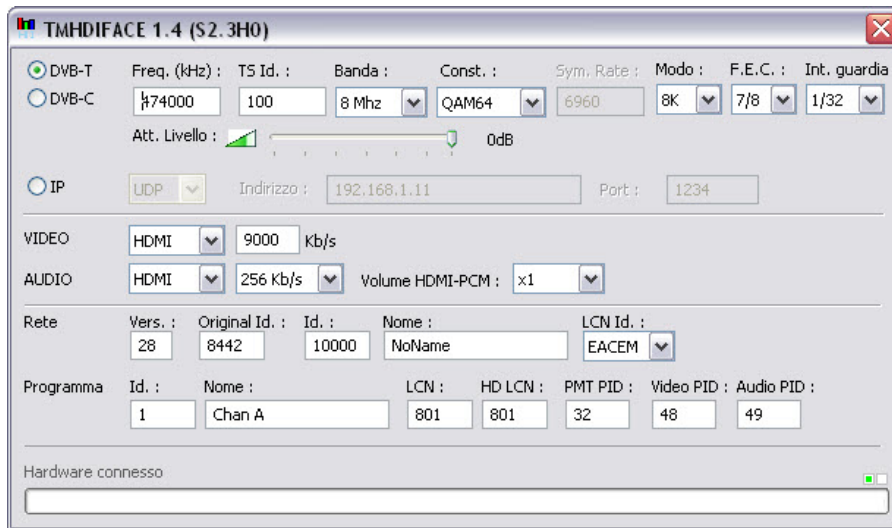 TMHDIFACE 1.4 (S2.3H0)
DVB-T Freq. (kHz) : TS Id. : Banda : Const. : Sym. Rate : Modo : F.E.C. : Int. guardia
DVB-C 474000 100 8 Mhz QAM64 6960 8K 7/8 1/32
Att. Livello : 0dB
IP UDP Indirizzo : 192.168.1.11 Port : 1234
VIDEO HDMI 9000 Kb/s
AUDIO HDMI 256 Kb/s Volume HDMI-PCM : x1
Rete Vers. : Original Id. : Id. : Nome : LCN Id. :
28 8442 10000 NoName EACEM
Programma Id. : Nome : LCN : HD LCN : PMT PID : Video PID : Audio PID :
1 Chan A 801 801 32 48 49
Hardware connesso